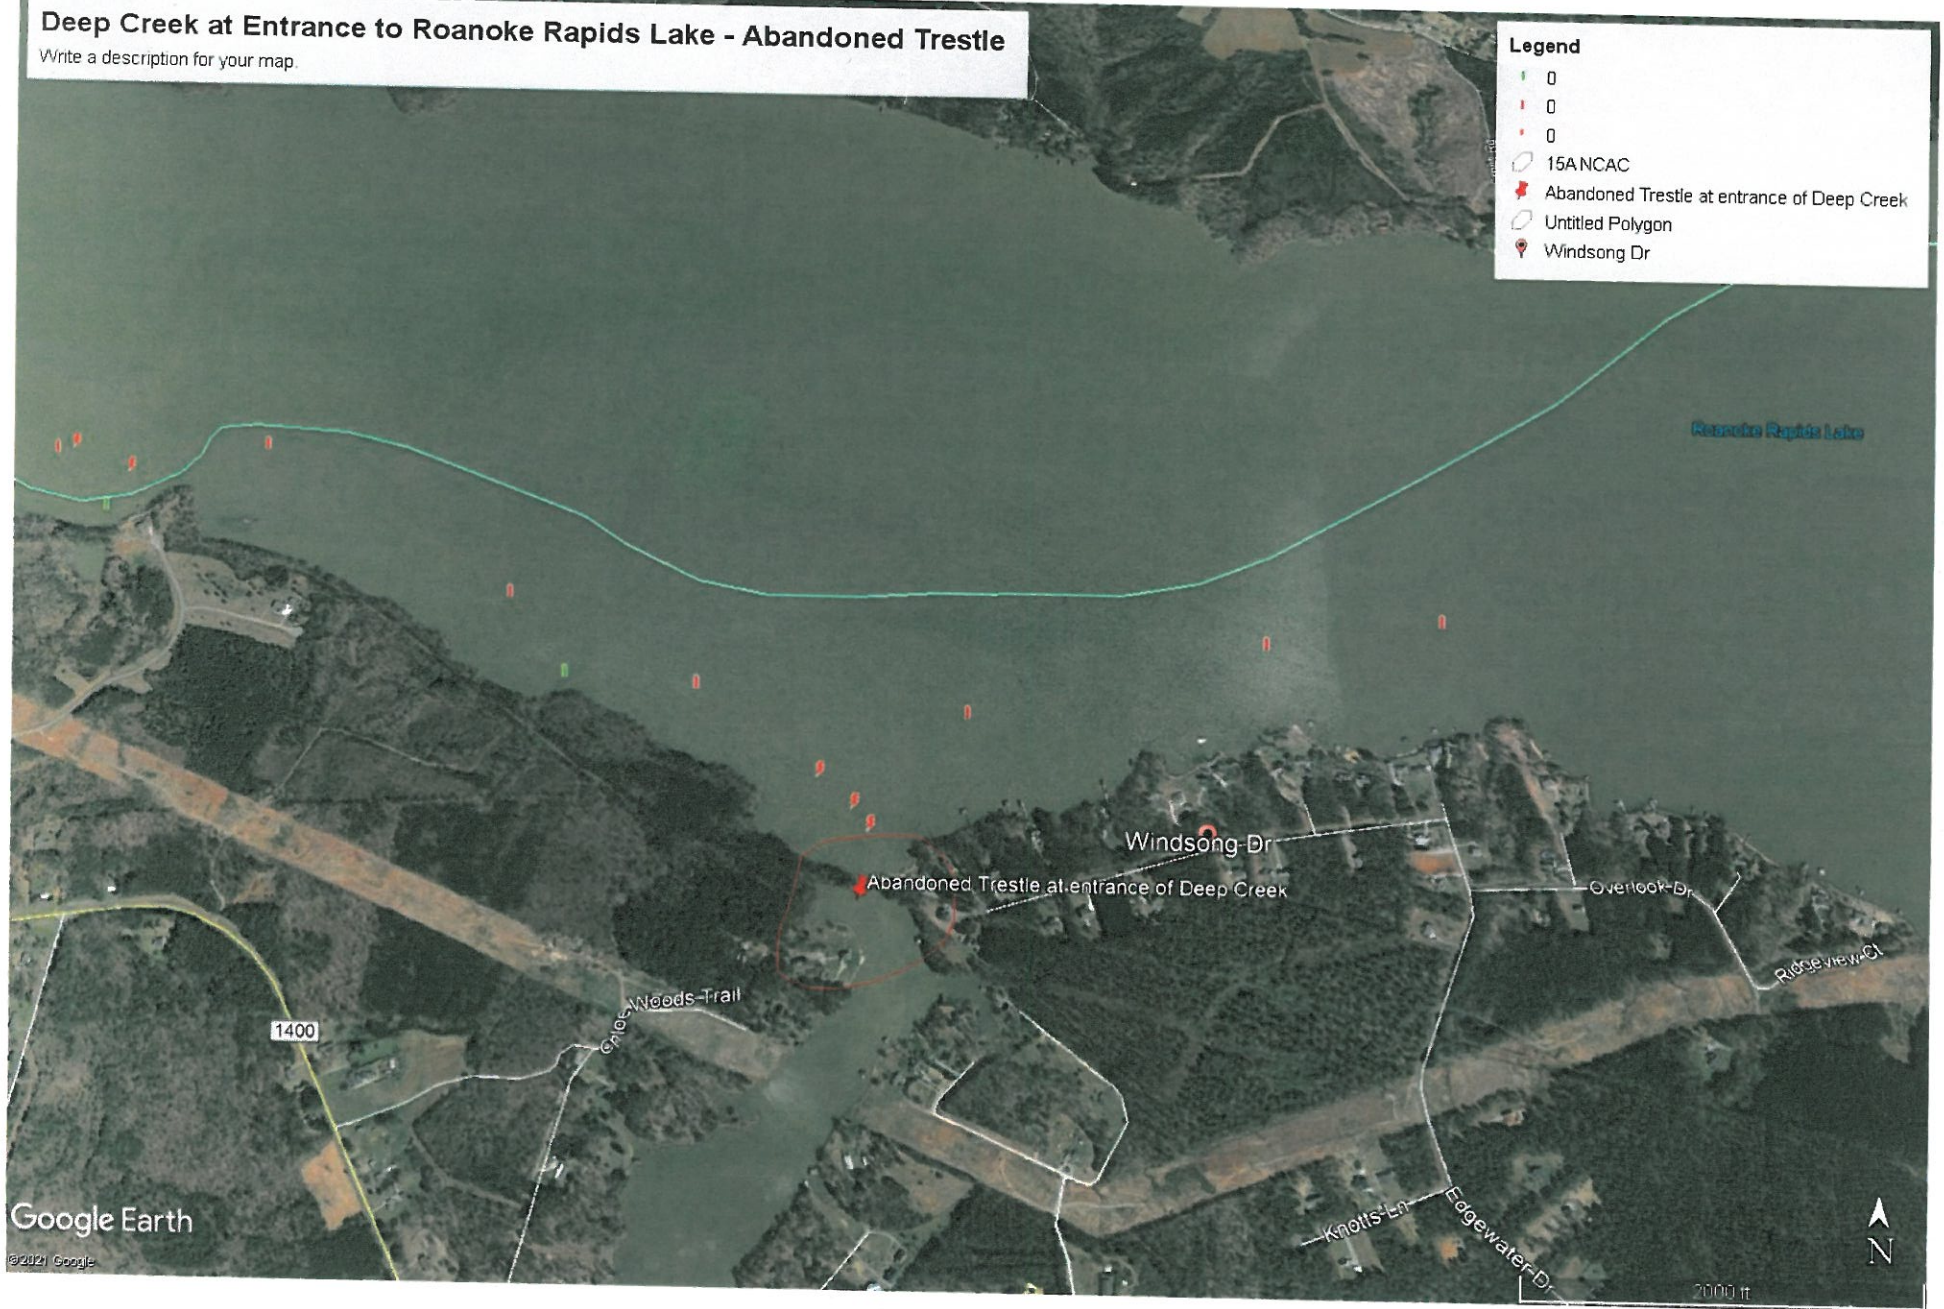 Deep Creek at Entrance to Roanoke Rapids Lake - Abandoned Trestle
Write a description for your map.
Legend
0
0
0
15A NCAC
Abandoned Trestle at entrance of Deep Creek
Untitled Polygon
Windsong Dr
Roanoke Rapids Lake
Windsong Dr
Abandoned Trestle at entrance of Deep Creek
Overlook Dr
Ridgeview Ct
Chloe Woods Trail
1400
Knotts Ln
Edgewater Dr
Google Earth
©2021 Google
N
2000 ft